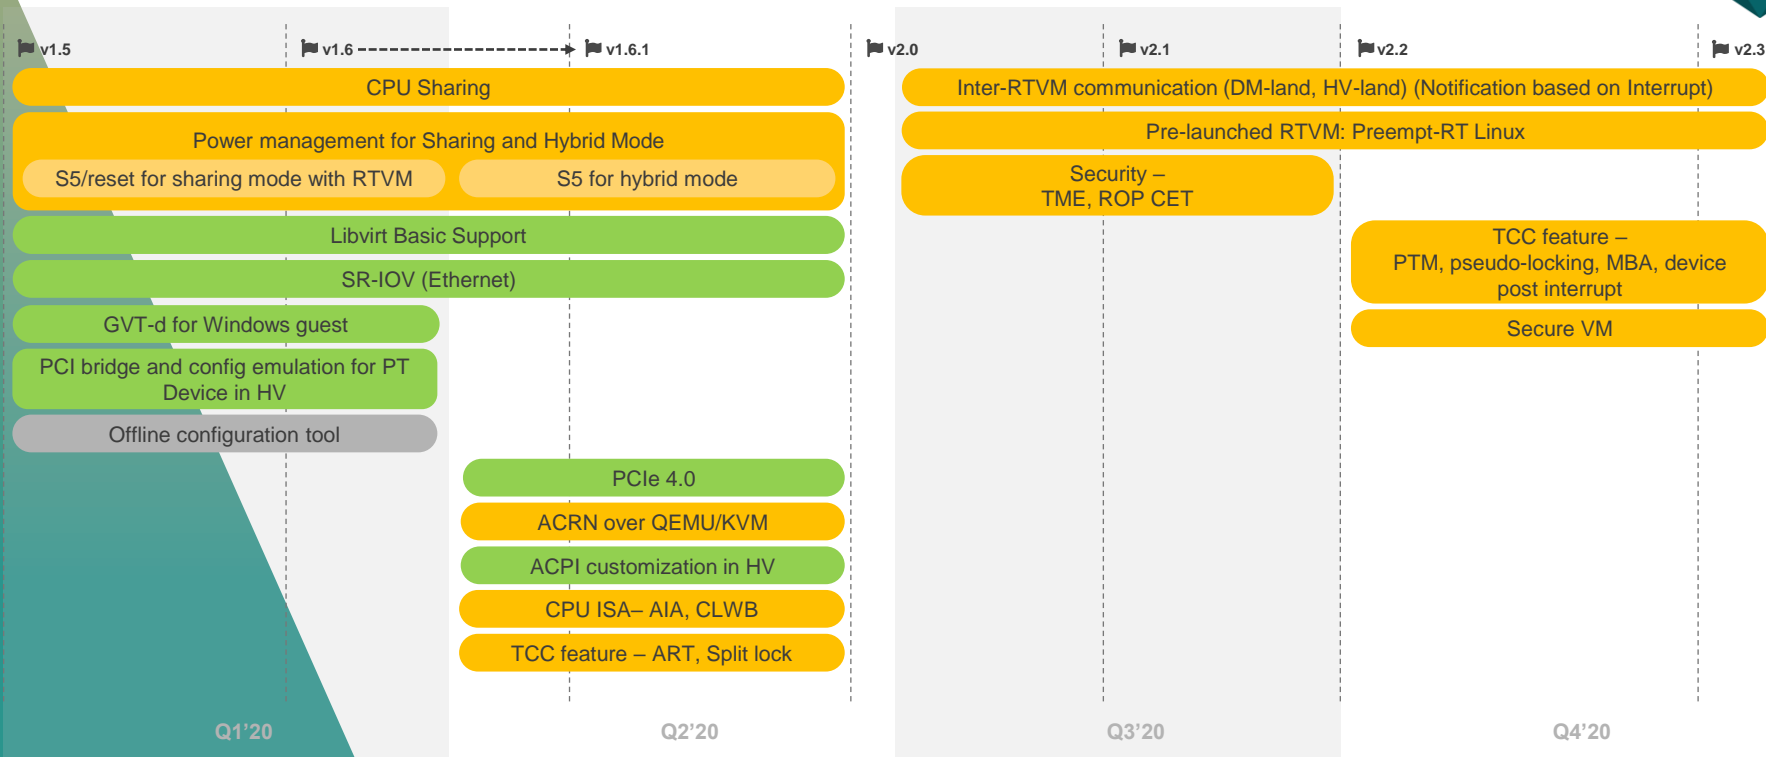 v1.5
v1.6
v1.6.1
v2.0
v2.1
v2.2
v2.3
CPU Sharing
Power management for Sharing and Hybrid Mode
S5/reset for sharing mode with RTVM
S5 for hybrid mode
Libvirt Basic Support
SR-IOV (Ethernet)
GVT-d for Windows guest
PCI bridge and config emulation for PT
Device in HV
Offline configuration tool
PCIe 4.0
ACRN over QEMU/KVM
ACPI customization in HV
CPU ISA– AIA, CLWB
TCC feature – ART, Split lock
Inter-RTVM communication (DM-land, HV-land) (Notification based on Interrupt)
Pre-launched RTVM: Preempt-RT Linux
Security –
TME, ROP CET
TCC feature –
PTM, pseudo-locking, MBA, device
post interrupt
Secure VM
Q1’20
Q2’20
Q3’20
Q4’20